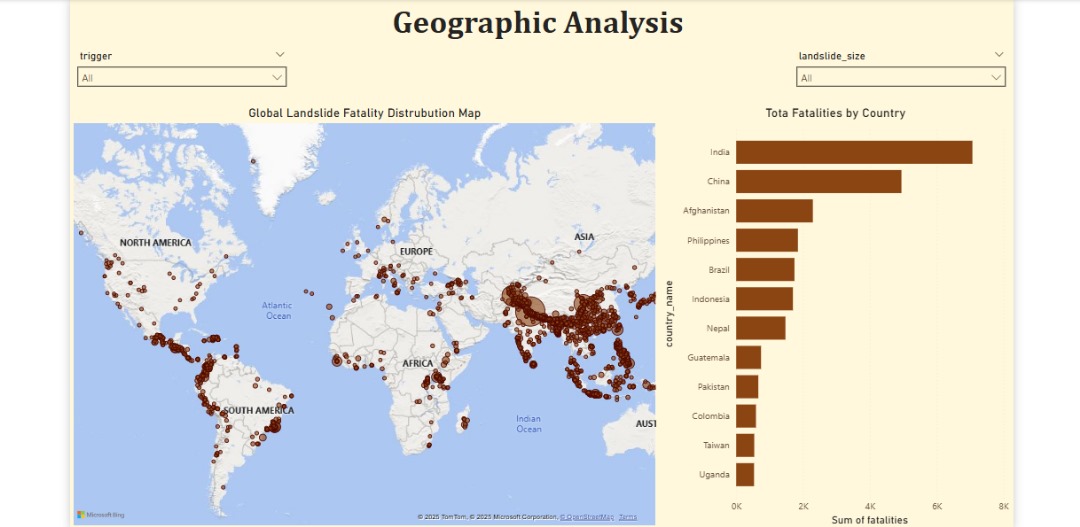 Geographic Analysis
trigger
All
landslide_size
All
Global Landslide Fatality Distrubution Map
NORTH AMERICA
EUROPE
ASIA
Atlantic
Ocean
AFRICA
SOUTH AMERICA
Indian
Ocean
AUST
Microsoft Bing
© 2025 TomTom, © 2025 Microsoft Corporation, © OpenStreetMap Terms
Tota Fatalities by Country
country_name
India
China
Afghanistan
Philippines
Brazil
Indonesia
Nepal
Guatemala
Pakistan
Colombia
Taiwan
Uganda
0K 2K 4K 6K 8K
Sum of fatalities